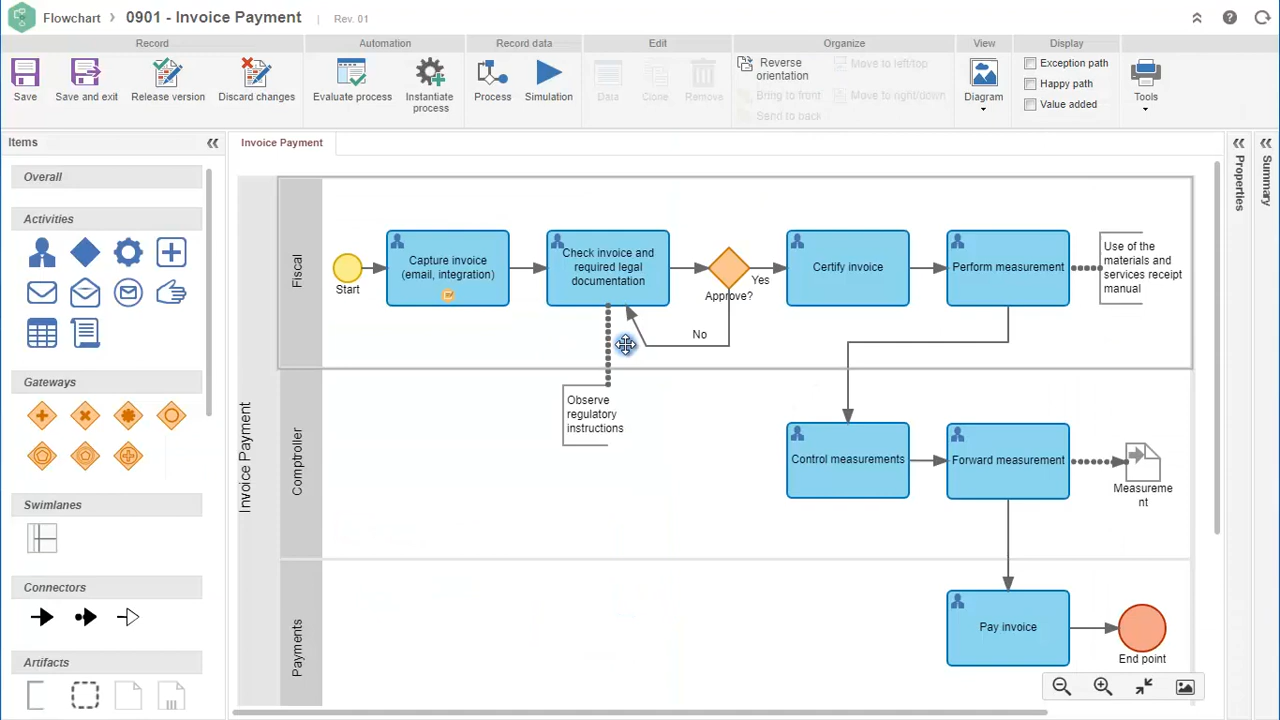 Flowchart > 0901 - Invoice Payment | Rev. 01
Record
Automation
Record data
Edit
Organize
View
Display
Save
Save and exit
Release version
Discard changes
Evaluate process
Instantiate
process
Process
Simulation
Data
Clone
Remove
Reverse
orientation
Bring to front
Send to back
Move to left/top
Move to right/down
Diagram
Exception path
Happy path
Value added
Tools
Items
Overall
Activities
Gateways
Swimlanes
Connectors
Artifacts
Invoice Payment
Properties
Summary
Invoice Payment
Fiscal
Start
Capture invoice
(email, integration)
Check invoice and
required legal
documentation
Approve?
Yes
No
Certify invoice
Perform measurement
Use of the
materials and
services receipt
manual
Observe
regulatory
instructions
Comptroller
Control measurements
Forward measurement
Measureme
nt
Payments
Pay invoice
End point